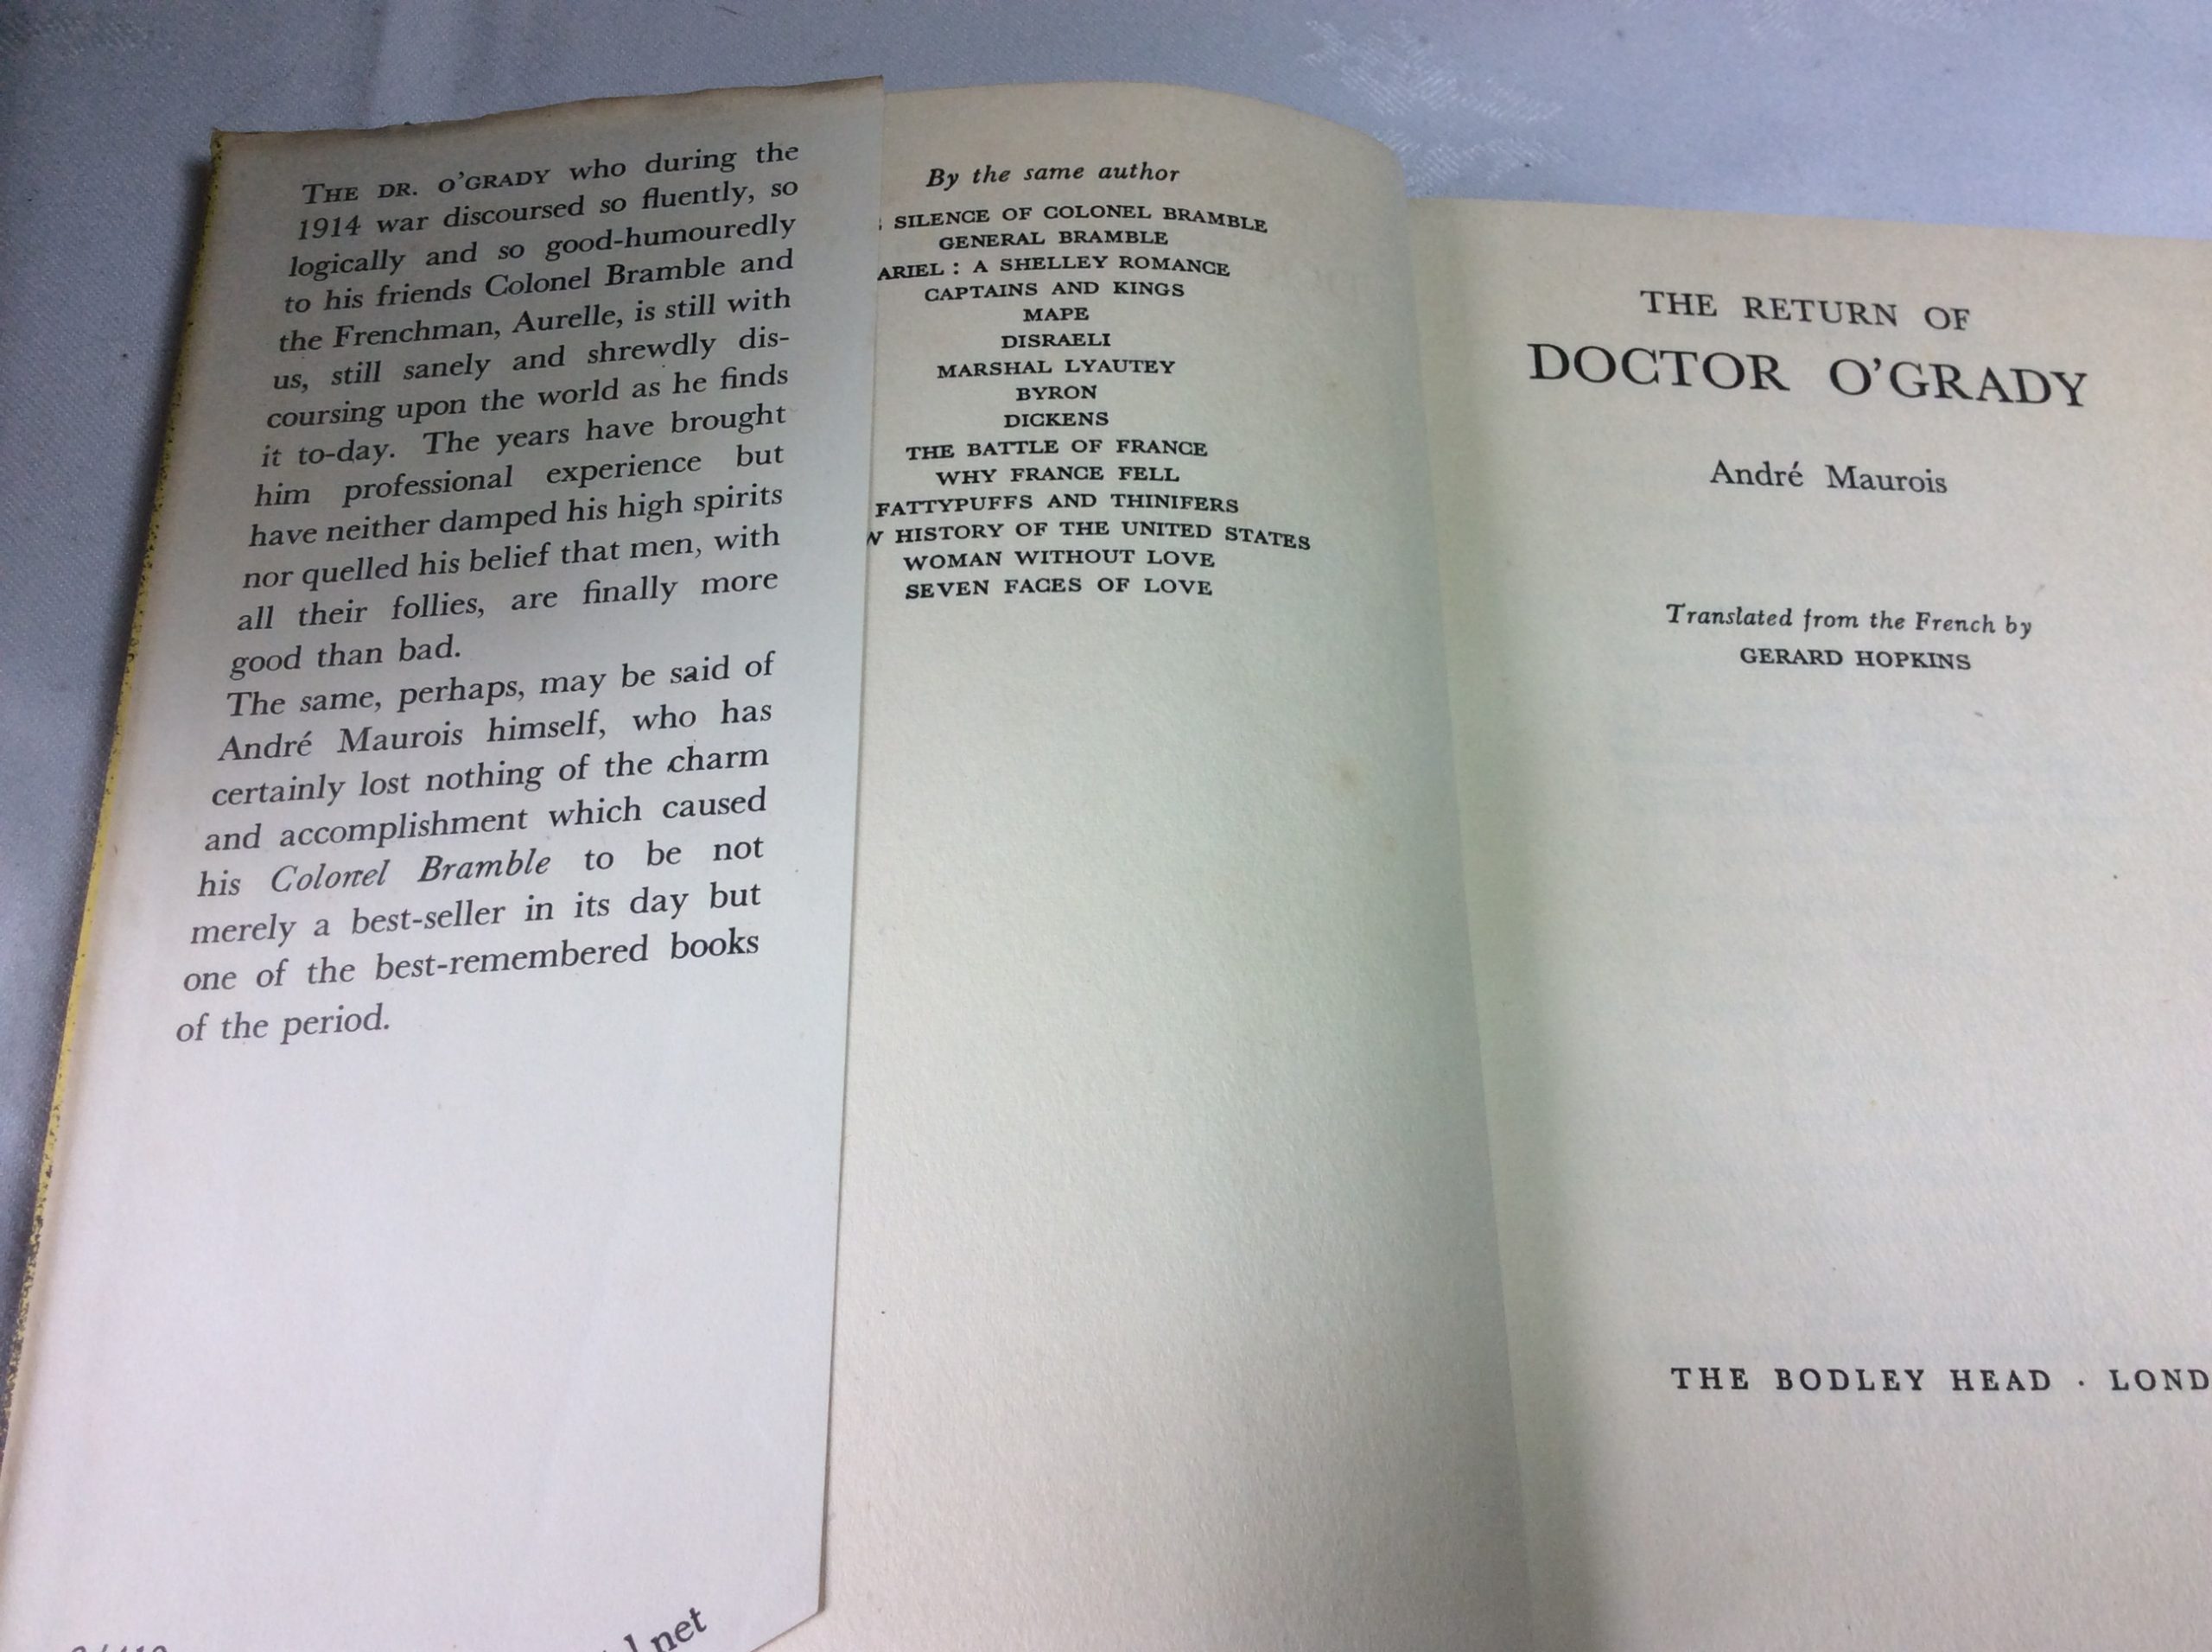 THE DR. O'GRADY who during the
1914 war discoursed so fluently, so
logically and so good-humouredly
to his friends Colonel Bramble and
the Frenchman, Aurelle, is still with
us, still sanely and shrewdly dis-
coursing upon the world as he finds
it to-day. The years have brought
him professional experience but
have neither damped his high spirits
nor quelled his belief that men, with
all their follies, are finally more
good than bad.
The same, perhaps, may be said of
André Maurois himself, who has
certainly lost nothing of the charm
and accomplishment which caused
his Colonel Bramble to be not
merely a best-seller in its day but
one of the best-remembered books
of the period.
net
By the same author
SILENCE OF COLONEL BRAMBLE
GENERAL BRAMBLE
ARIEL : A SHELLEY ROMANCE
CAPTAINS AND KINGS
MAPE
DISRAELI
MARSHAL LYAUTEY
BYRON
DICKENS
THE BATTLE OF FRANCE
WHY FRANCE FELL
FATTYPUFFS AND THINIFERS
W HISTORY OF THE UNITED STATES
WOMAN WITHOUT LOVE
SEVEN FACES OF LOVE
THE RETURN OF
DOCTOR O'GRADY
André Maurois
Translated from the French by
GERARD HOPKINS
THE BODLEY HEAD · LOND